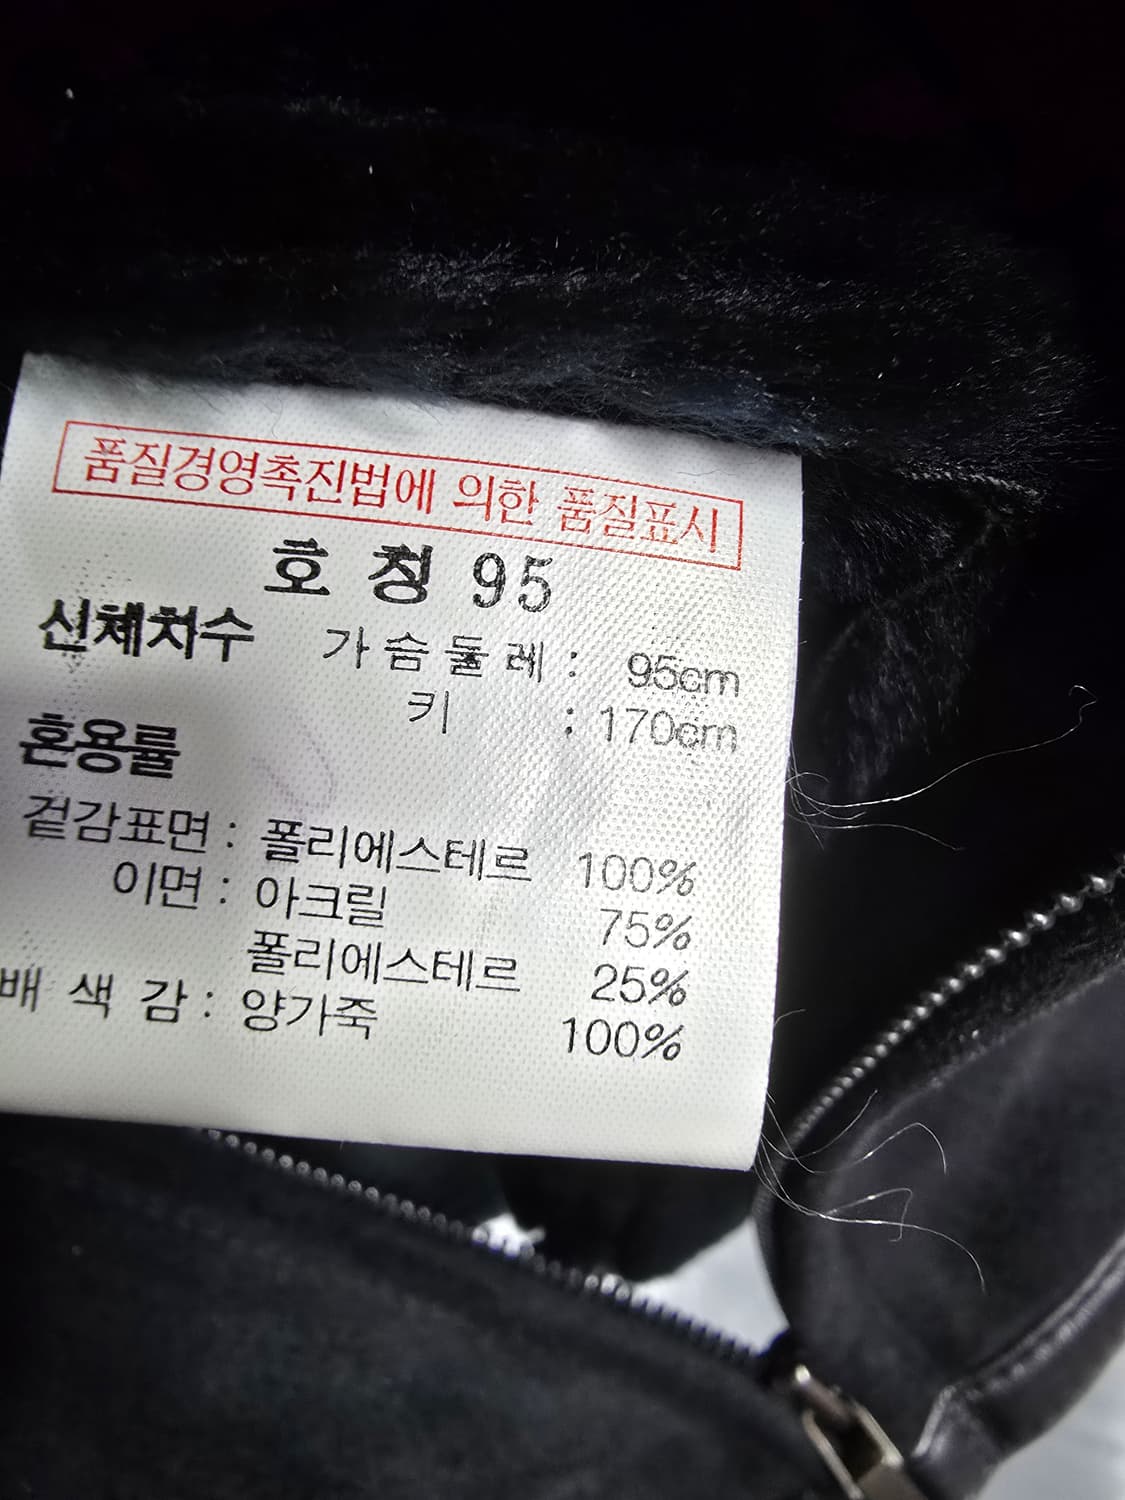 품질경영촉진법에 의한 품질표시
호 칭 95
신체치수 가 슴 둘 레 : 95cm
키 : 170cm
혼용률
겉감표면 : 폴리에스테르 100%
이면 : 아크릴 75%
폴리에스테르 25%
배 색 감 : 양가죽 100%